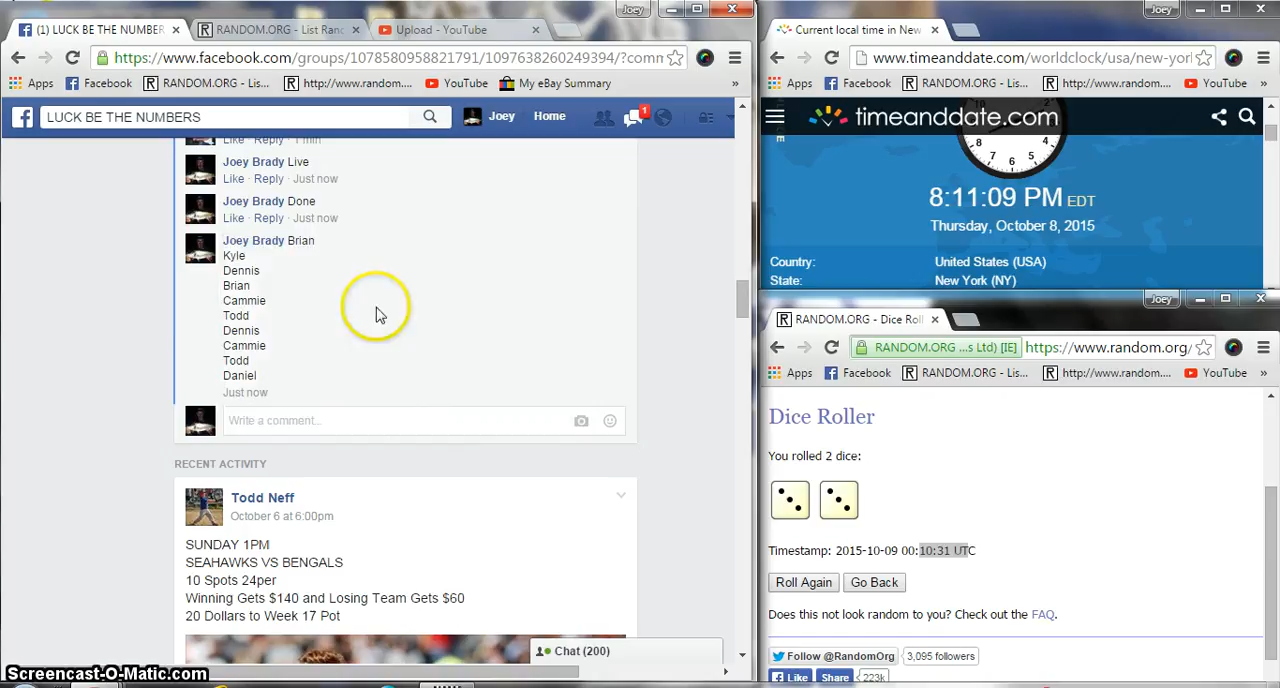 Joey
(1) LUCK BE THE NUMBER
RANDOM.ORG - List Ranc
Upload - YouTube
https://www.facebook.com/groups/1078580958821791/1097638260249394/?comm
Apps
Facebook
RANDOM.ORG - Lis...
http://www.random...
YouTube
My eBay Summary
»
LUCK BE THE NUMBERS
Joey
Home
1
Like · Reply · 1 min
Joey Brady Live
Like · Reply · Just now
Joey Brady Done
Like · Reply · Just now
Joey Brady Brian
Kyle
Dennis
Brian
Cammie
Todd
Dennis
Cammie
Todd
Daniel
Just now
Write a comment...
RECENT ACTIVITY
Todd Neff
October 6 at 6:00pm
SUNDAY 1PM
SEAHAWKS VS BENGALS
10 Spots 24per
Winning Gets $140 and Losing Team Gets $60
20 Dollars to Week 17 Pot
Chat (200)
Screencast-O-Matic.com
Joey
Current local time in New
www.timeanddate.com/worldclock/usa/new-yorl
Apps
Facebook
RANDOM.ORG - Lis...
http://www.random....
YouTube
»
timeanddate.com
10
2
8
4
7
6
5
8:11:09 PM EDT
Thursday, October 8, 2015
Country: United States (USA)
State: New York (NY)
Joey
RANDOM.ORG - Dice Roll
RANDOM.ORG ...s Ltd) [IE]
https://www.random.org/
Apps
Facebook
RANDOM.ORG - Lis...
http://www.random....
YouTube
»
Dice Roller
You rolled 2 dice:
Timestamp: 2015-10-09 00:10:31 UTC
Roll Again
Go Back
Does this not look random to you? Check out the FAQ.
Follow @RandomOrg
3,095 followers
Like
Share
223k